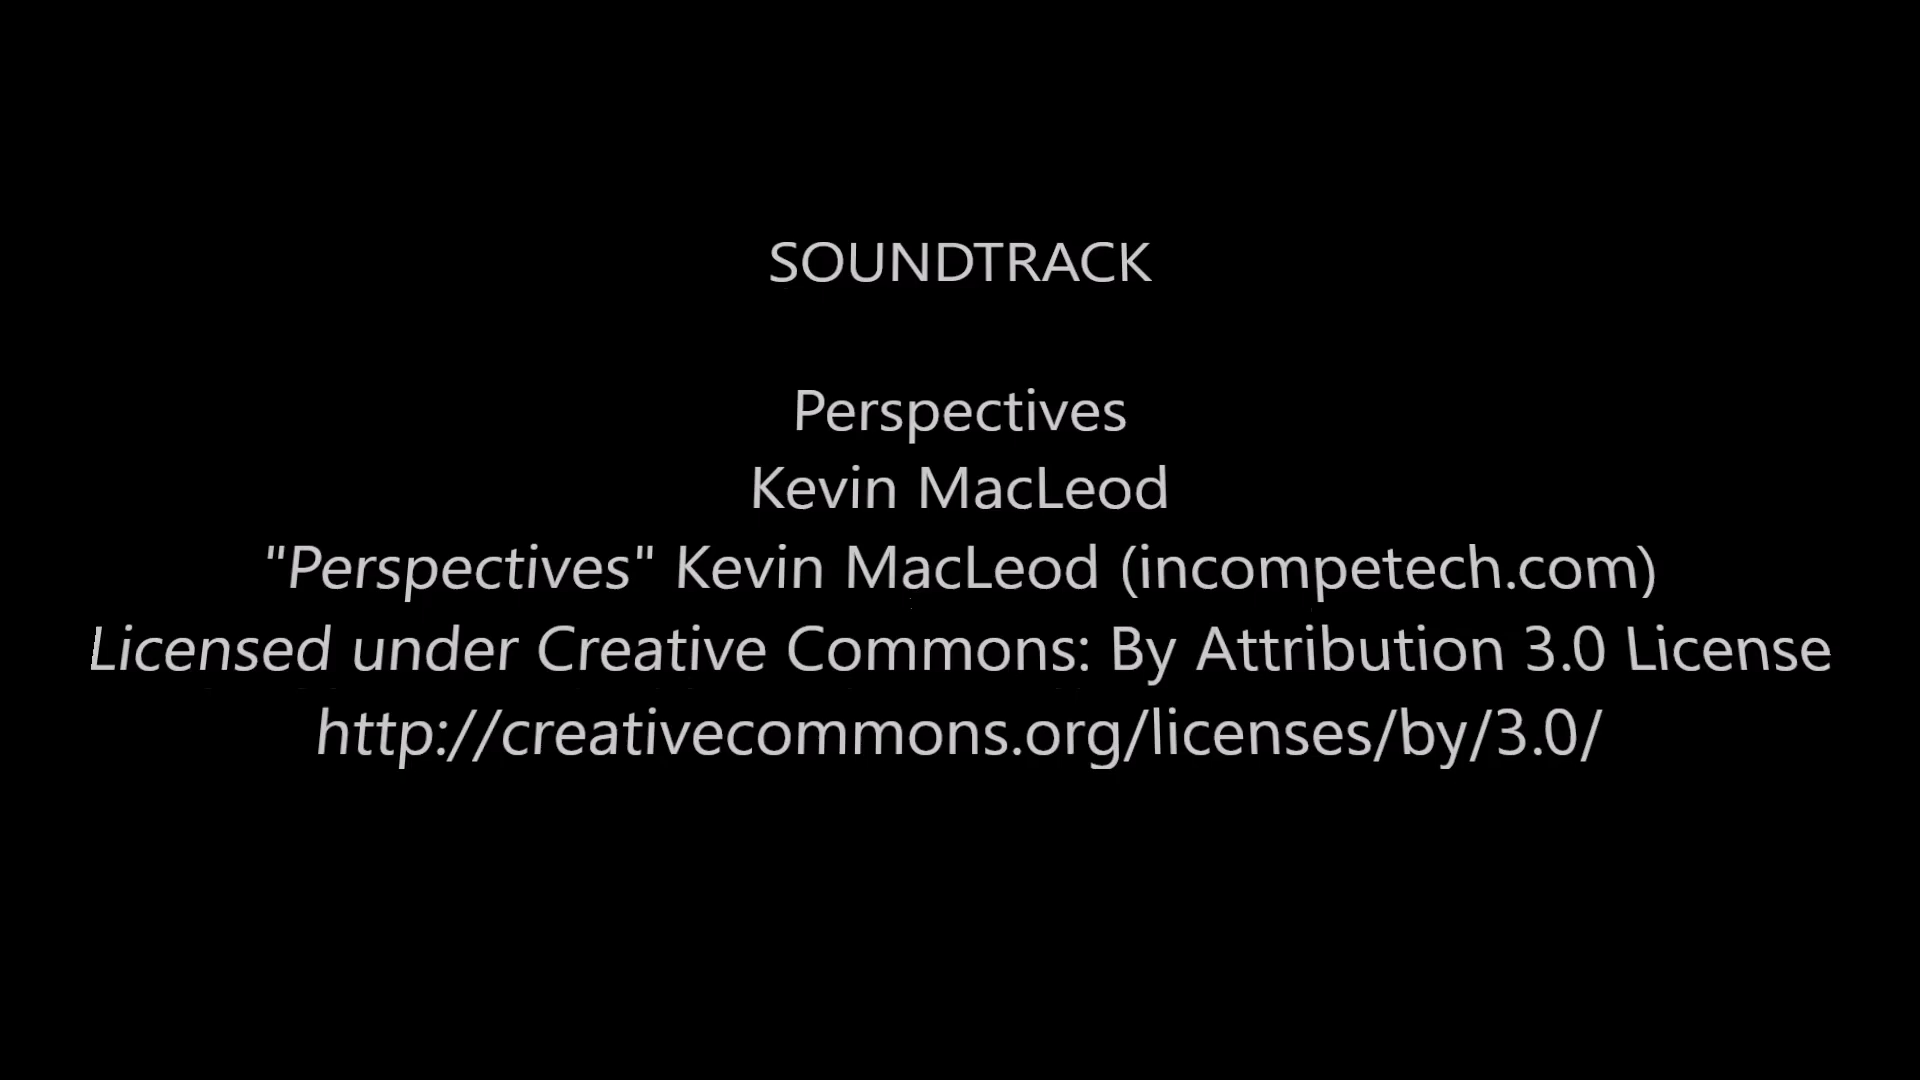 SOUNDTRACK
Perspectives
Kevin MacLeod
"Perspectives" Kevin MacLeod (incompetech.com)
Licensed under Creative Commons: By Attribution 3.0 License
http://creativecommons.org/licenses/by/3.0/